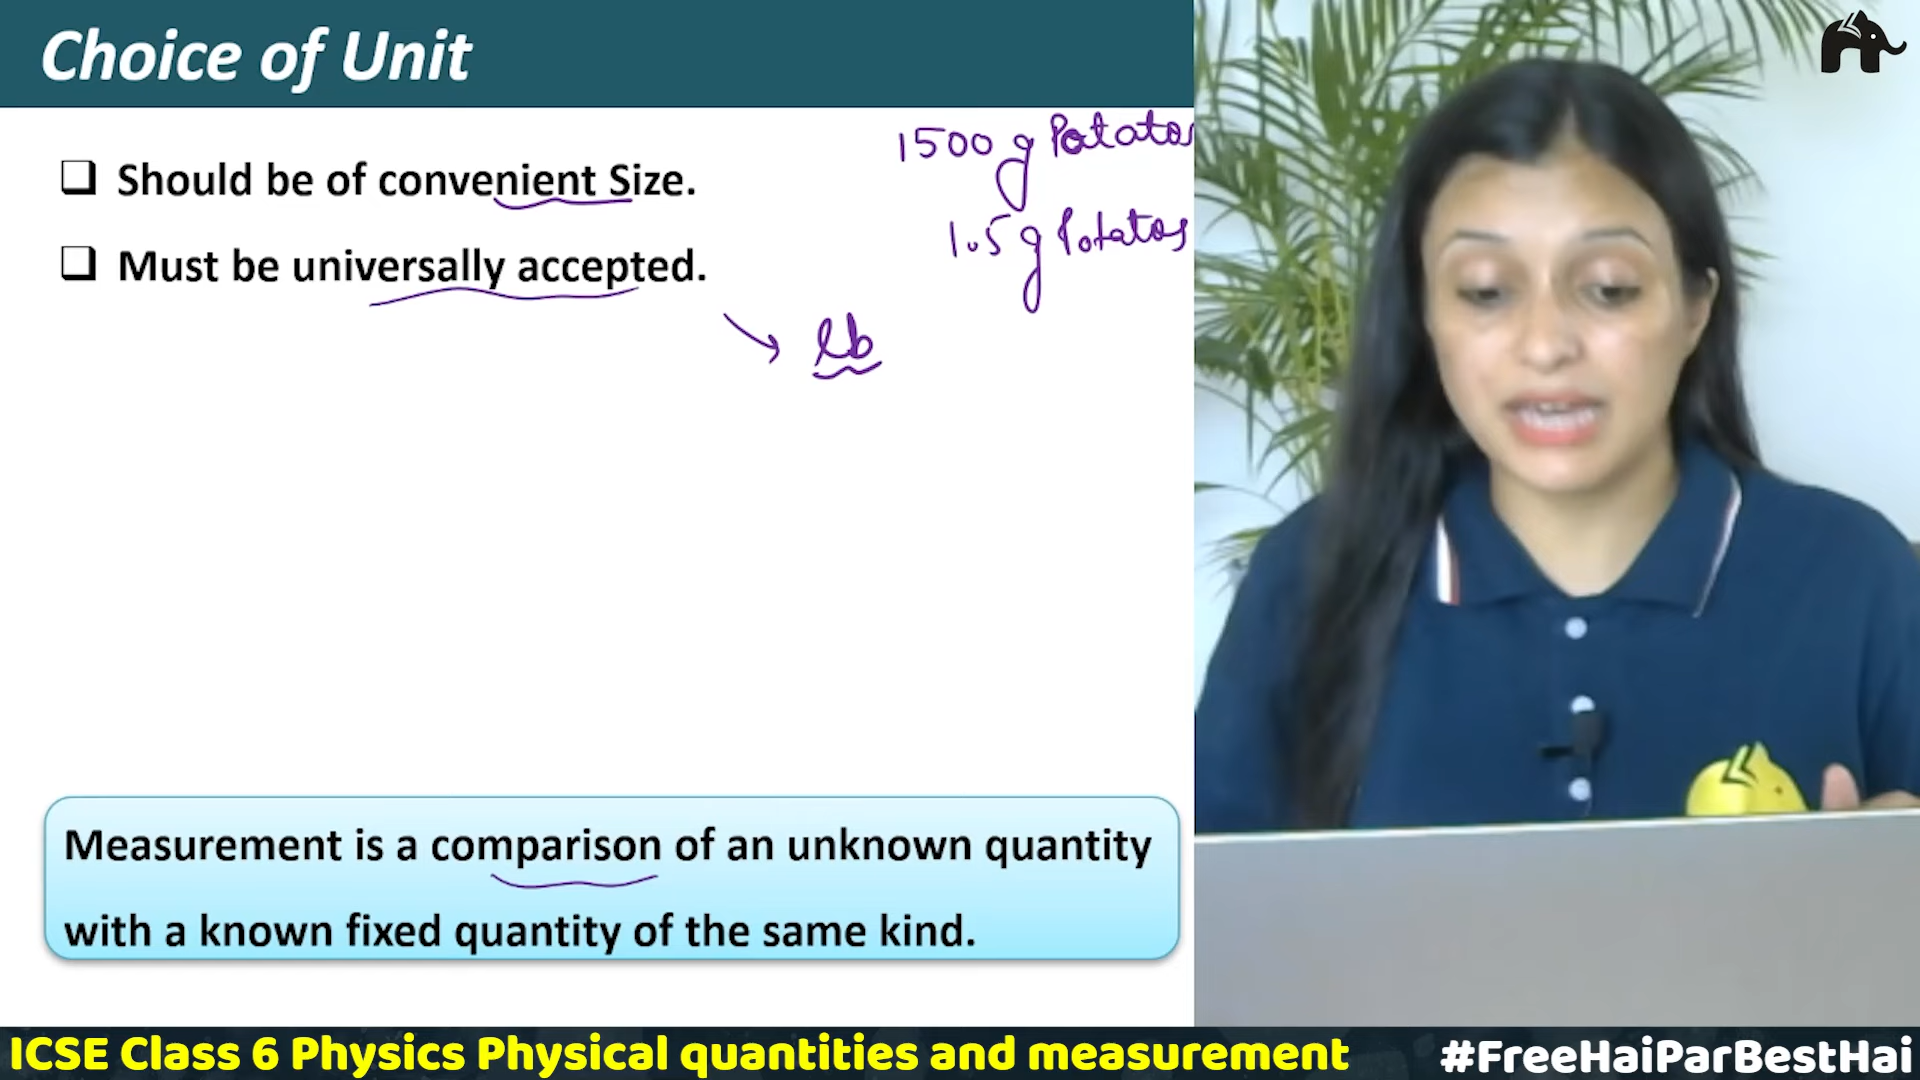 Choice of Unit
Should be of convenient Size.
Must be universally accepted.
1500 g Potatos
1.5 g Potatos
lb
Measurement is a comparison of an unknown quantity
with a known fixed quantity of the same kind.
ICSE Class 6 Physics Physical quantities and measurement
#FreeHaiParBestHai